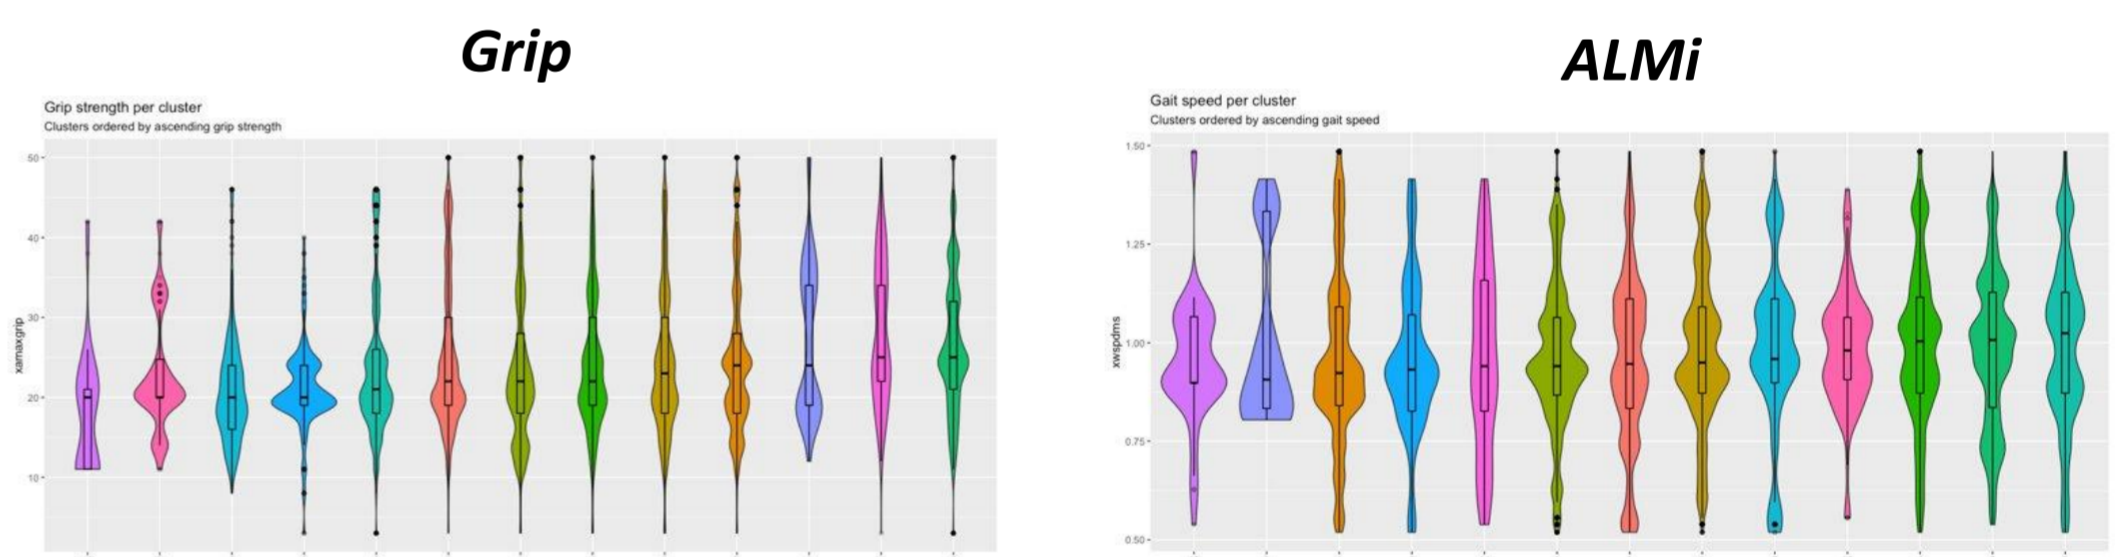 Grip
Grip strength per cluster
Clusters ordered by ascending grip strength
50
40
30
20
10
xamaxgrip
ALMi
Gait speed per cluster
Clusters ordered by ascending gait speed
1.50
1.25
1.00
0.75
0.50
xwspdms